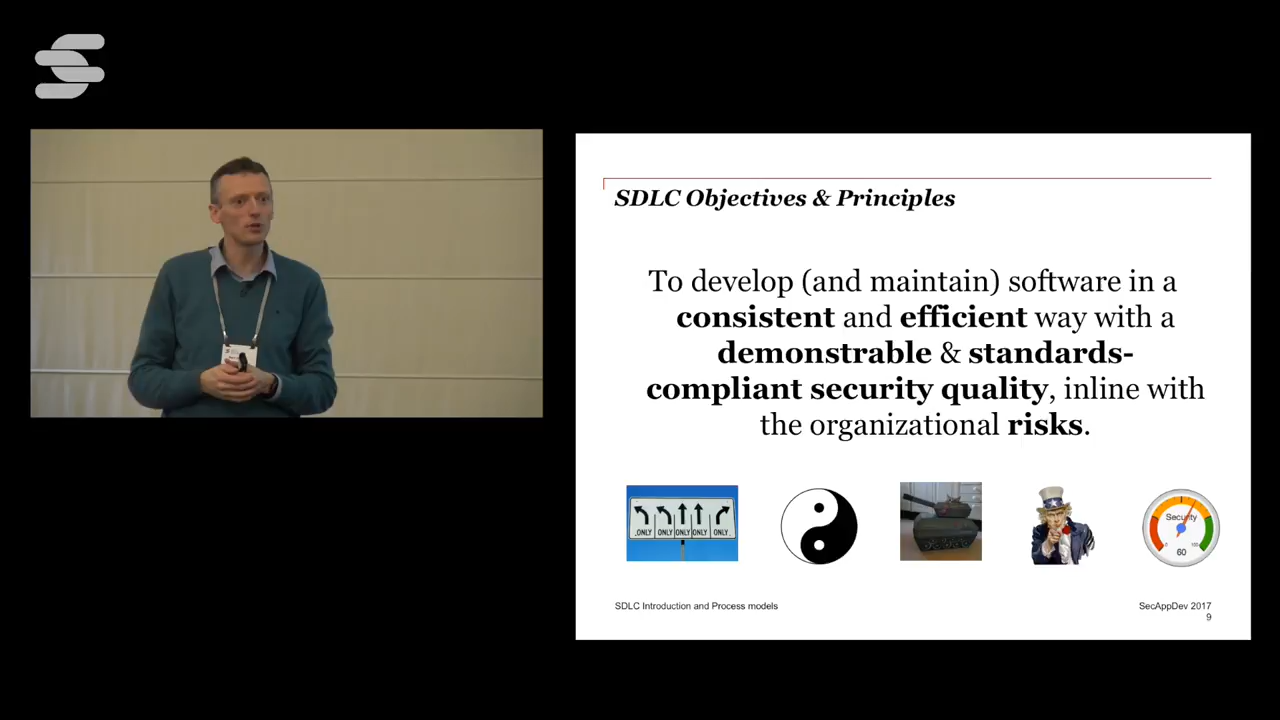 SDLC Objectives & Principles
To develop (and maintain) software in a
consistent and efficient way with a
demonstrable & standards-
compliant security quality, inline with
the organizational risks.
ONLY ONLY ONLY ONLY ONLY
Security
0 100
60
SDLC Introduction and Process models
SecAppDev 2017
9